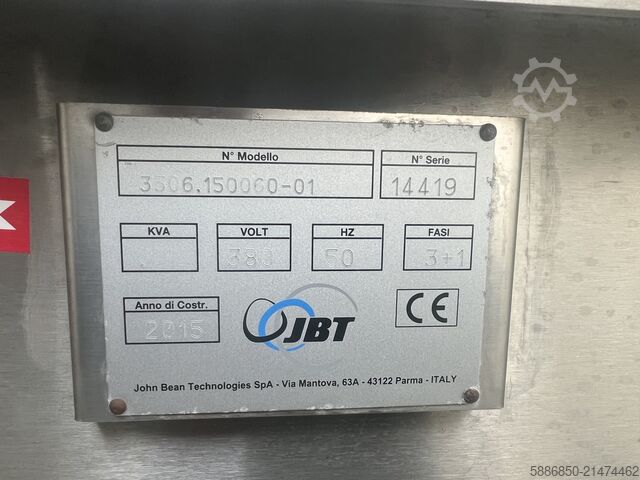 N° Modello
N° Serie
3506.150060-01
14419
KVA
VOLT
HZ
FASI
380
50
3+1
Anno di Costr.
2015
JBT
CE
John Bean Technologies SpA - Via Mantova, 63A - 43122 Parma - ITALY
5886850-21474462